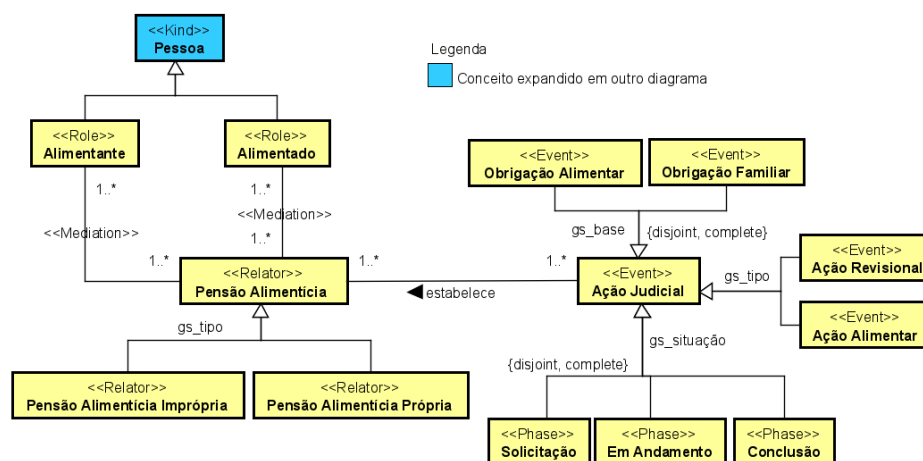 <<Kind>>
Pessoa
Legenda
Conceito expandido em outro diagrama
<<Role>>
Alimentante
<<Role>>
Alimentado
<<Event>>
Obrigação Alimentar
<<Event>>
Obrigação Familiar
1..*
1..*
<<Mediation>>
<<Mediation>>
1..*
1..*
gs_base
{disjoint, complete}
<<Relator>>
Pensão Alimentícia
1..*
1..*
estabelece
<<Event>>
Ação Judicial
gs_tipo
<<Event>>
Ação Revisional
<<Event>>
Ação Alimentar
gs_tipo
gs_situação
{disjoint, complete}
<<Relator>>
Pensão Alimentícia Imprópria
<<Relator>>
Pensão Alimentícia Própria
<<Phase>>
Solicitação
<<Phase>>
Em Andamento
<<Phase>>
Conclusão